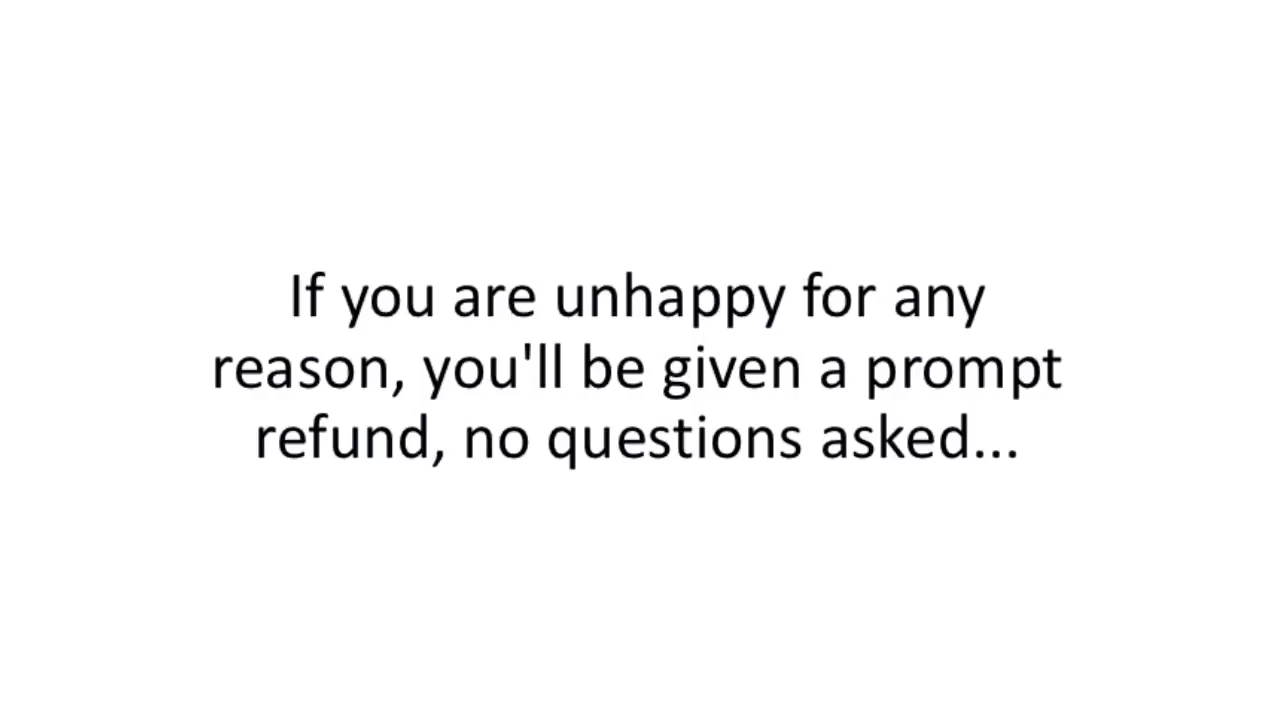 If you are unhappy for any
reason, you'll be given a prompt
refund, no questions asked...